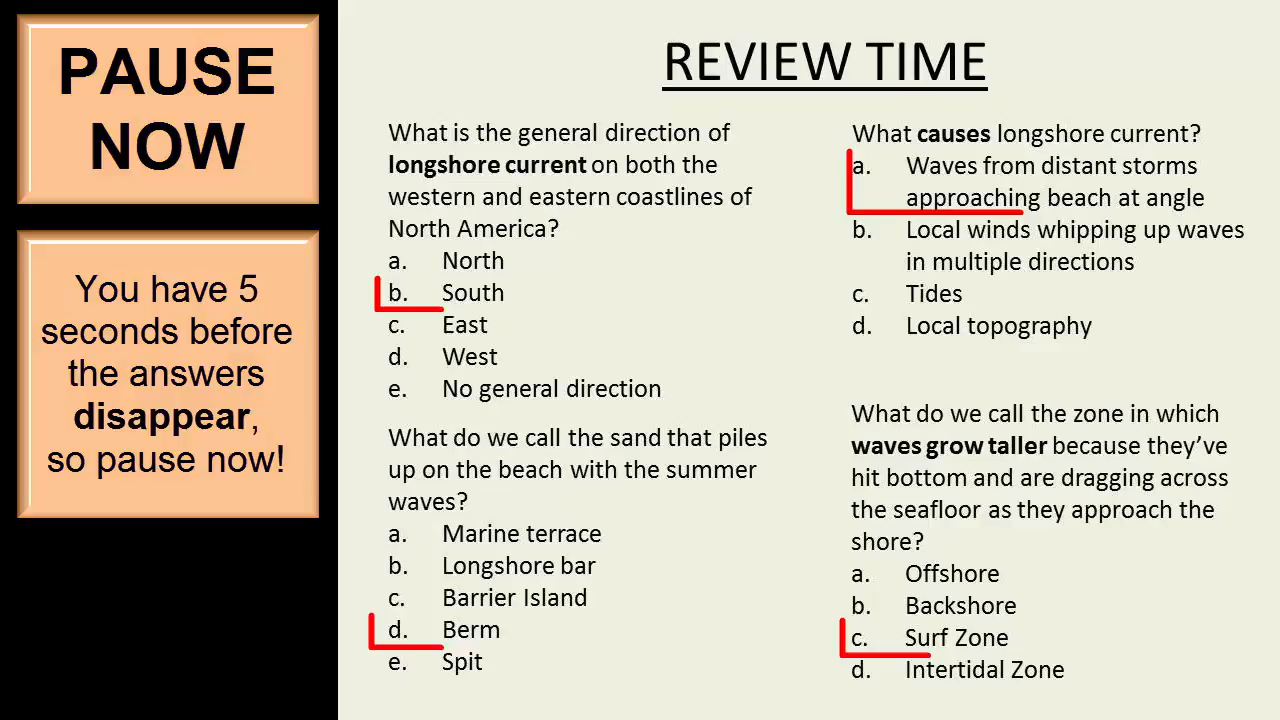 PAUSE
NOW
You have 5
seconds before
the answers
disappear,
so pause now!
REVIEW TIME
What is the general direction of
longshore current on both the
western and eastern coastlines of
North America?
a. North
b. South
c. East
d. West
e. No general direction
What do we call the sand that piles
up on the beach with the summer
waves?
a. Marine terrace
b. Longshore bar
c. Barrier Island
d. Berm
e. Spit
What causes longshore current?
a. Waves from distant storms
approaching beach at angle
b. Local winds whipping up waves
in multiple directions
c. Tides
d. Local topography
What do we call the zone in which
waves grow taller because they’ve
hit bottom and are dragging across
the seafloor as they approach the
shore?
a. Offshore
b. Backshore
c. Surf Zone
d. Intertidal Zone